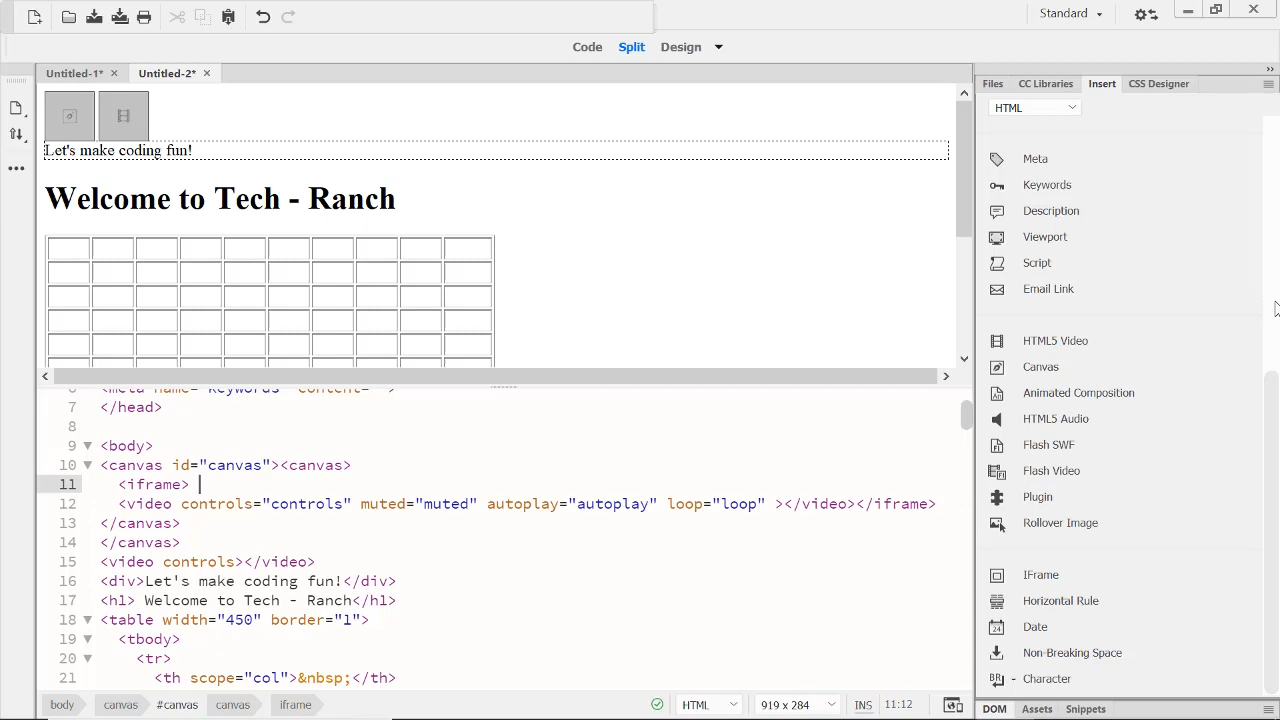 Standard
Code Split Design
Untitled-1* × Untitled-2* ×
Files CC Libraries Insert CSS Designer
HTML
Let's make coding fun!
Welcome to Tech - Ranch
Meta
Keywords
Description
Viewport
Script
Email Link
HTML5 Video
Canvas
Animated Composition
HTML5 Audio
Flash SWF
Flash Video
Plugin
Rollover Image
IFrame
Horizontal Rule
Date
Non-Breaking Space
BR Character
7 </head>
8
9 <body>
10 <canvas id="canvas"><canvas>
11 <iframe>
12 <video controls="controls" muted="muted" autoplay="autoplay" loop="loop" ></video></iframe>
13 </canvas>
14 </canvas>
15 <video controls></video>
16 <div>Let's make coding fun!</div>
17 <h1> Welcome to Tech - Ranch</h1>
18 <table width="450" border="1">
19 <tbody>
20 <tr>
21 <th scope="col">&nbsp;</th>
body canvas #canvas canvas iframe
HTML 919 x 284 INS 11:12
DOM Assets Snippets